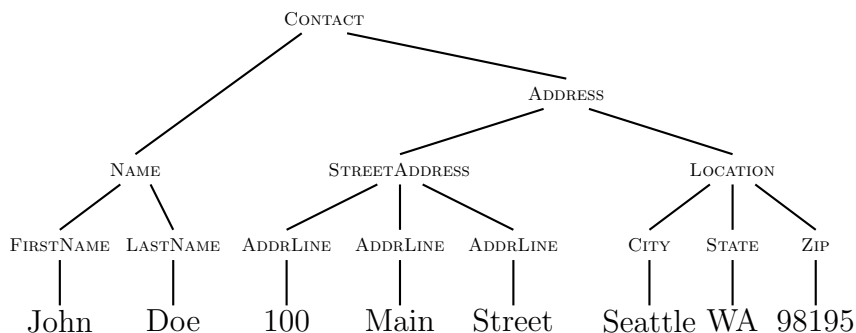 CONTACT
ADDRESS
NAME STREETADDRESS LOCATION
FIRSTNAME LASTNAME ADDRLINE ADDRLINE ADDRLINE CITY STATE ZIP
John Doe 100 Main Street Seattle WA 98195